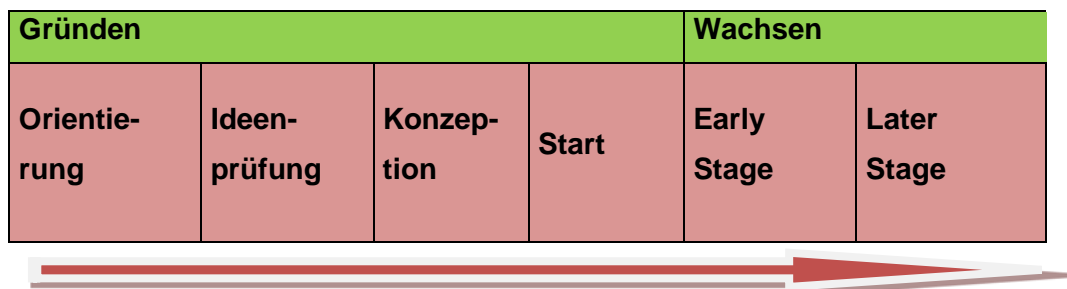 Gründen
Wachsen
Orientie-
rung
Ideen-
prüfung
Konzep-
tion
Start
Early
Stage
Later
Stage